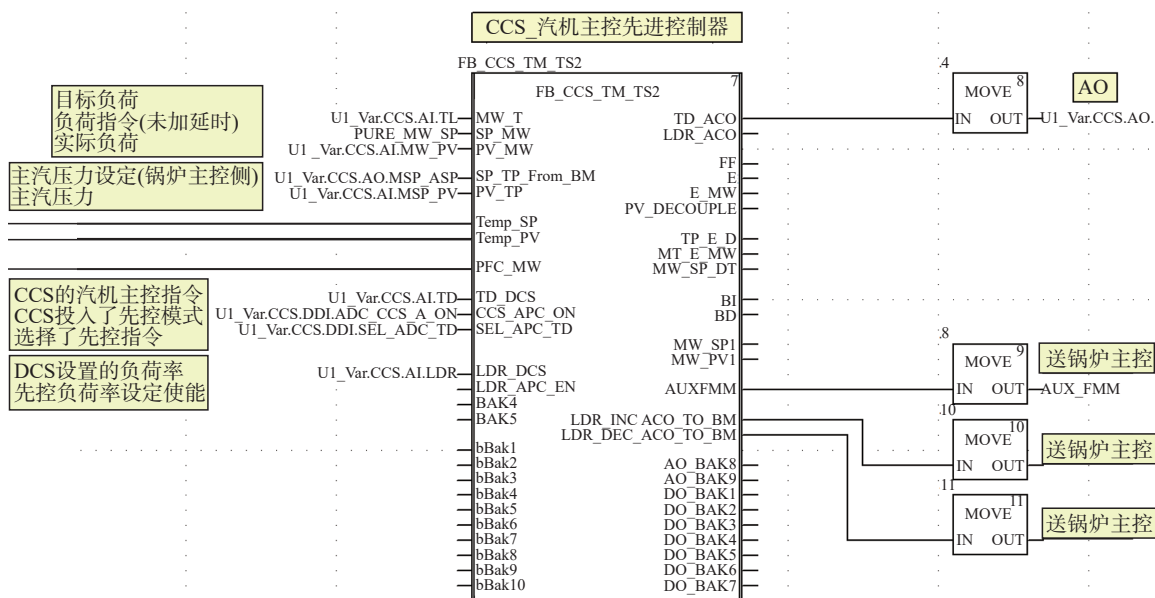 CCS_汽机主控先进控制器
FB_CCS_TM_TS2
7
FB_CCS_TM_TS2
目标负荷
负荷指令(未加延时)
实际负荷
主汽压力设定(锅炉主控侧)
主汽压力
CCS的汽机主控指令
CCS投入了先控模式
选择了先控指令
DCS设置的负荷率
先控负荷率设定使能
U1_Var.CCS.AI.TL
PURE_MW_SP
U1 _Var.CCS.AI.MW_PV
U1 _Var.CCS.AO.MSP_ASP
U1_Var.CCS.AI.MSP_PV
U1_Var.CCS.AI.TD
U1_Var.CCS.DDI.ADC_CCS_A_ON
U1_Var.CCS.DDI.SEL_ADC_TD
U1_Var.CCS.AI.LDR
MW_T
SP_MW
PV_MW
SP_TP_From_BM
PV_TP
Temp_SP
Temp_PV
PFC_MW
TD_DCS
CCS_APC_ON
SEL_APC_TD
LDR_DCS
LDR_APC_EN
BAK4
BAK5
bBak1
bBak2
bBak3
bBak4
bBak5
bBak6
bBak7
bBak8
bBak9
bBak10
TD_ACO
LDR_ACO
FF
E
E_MW
PV_DECOUPLE
TP_E_D
MT_E_MW
MW_SP_DT
BI
BD
MW_SP1
MW_PV1
AUXFMM
LDR_INC ACO_TO_BM
LDR_DEC_ACO_TO_BM
AO_BAK8
AO_BAK9
DO_BAK1
DO_BAK2
DO_BAK3
DO_BAK4
DO_BAK5
DO_BAK6
DO_BAK7
.4
MOVE 8
IN OUT
AO
U1_Var.CCS.AO.
.8
MOVE 9
IN OUT
送锅炉主控
AUX_FMM
.10
MOVE 10
IN OUT
送锅炉主控
.11
MOVE 11
IN OUT
送锅炉主控